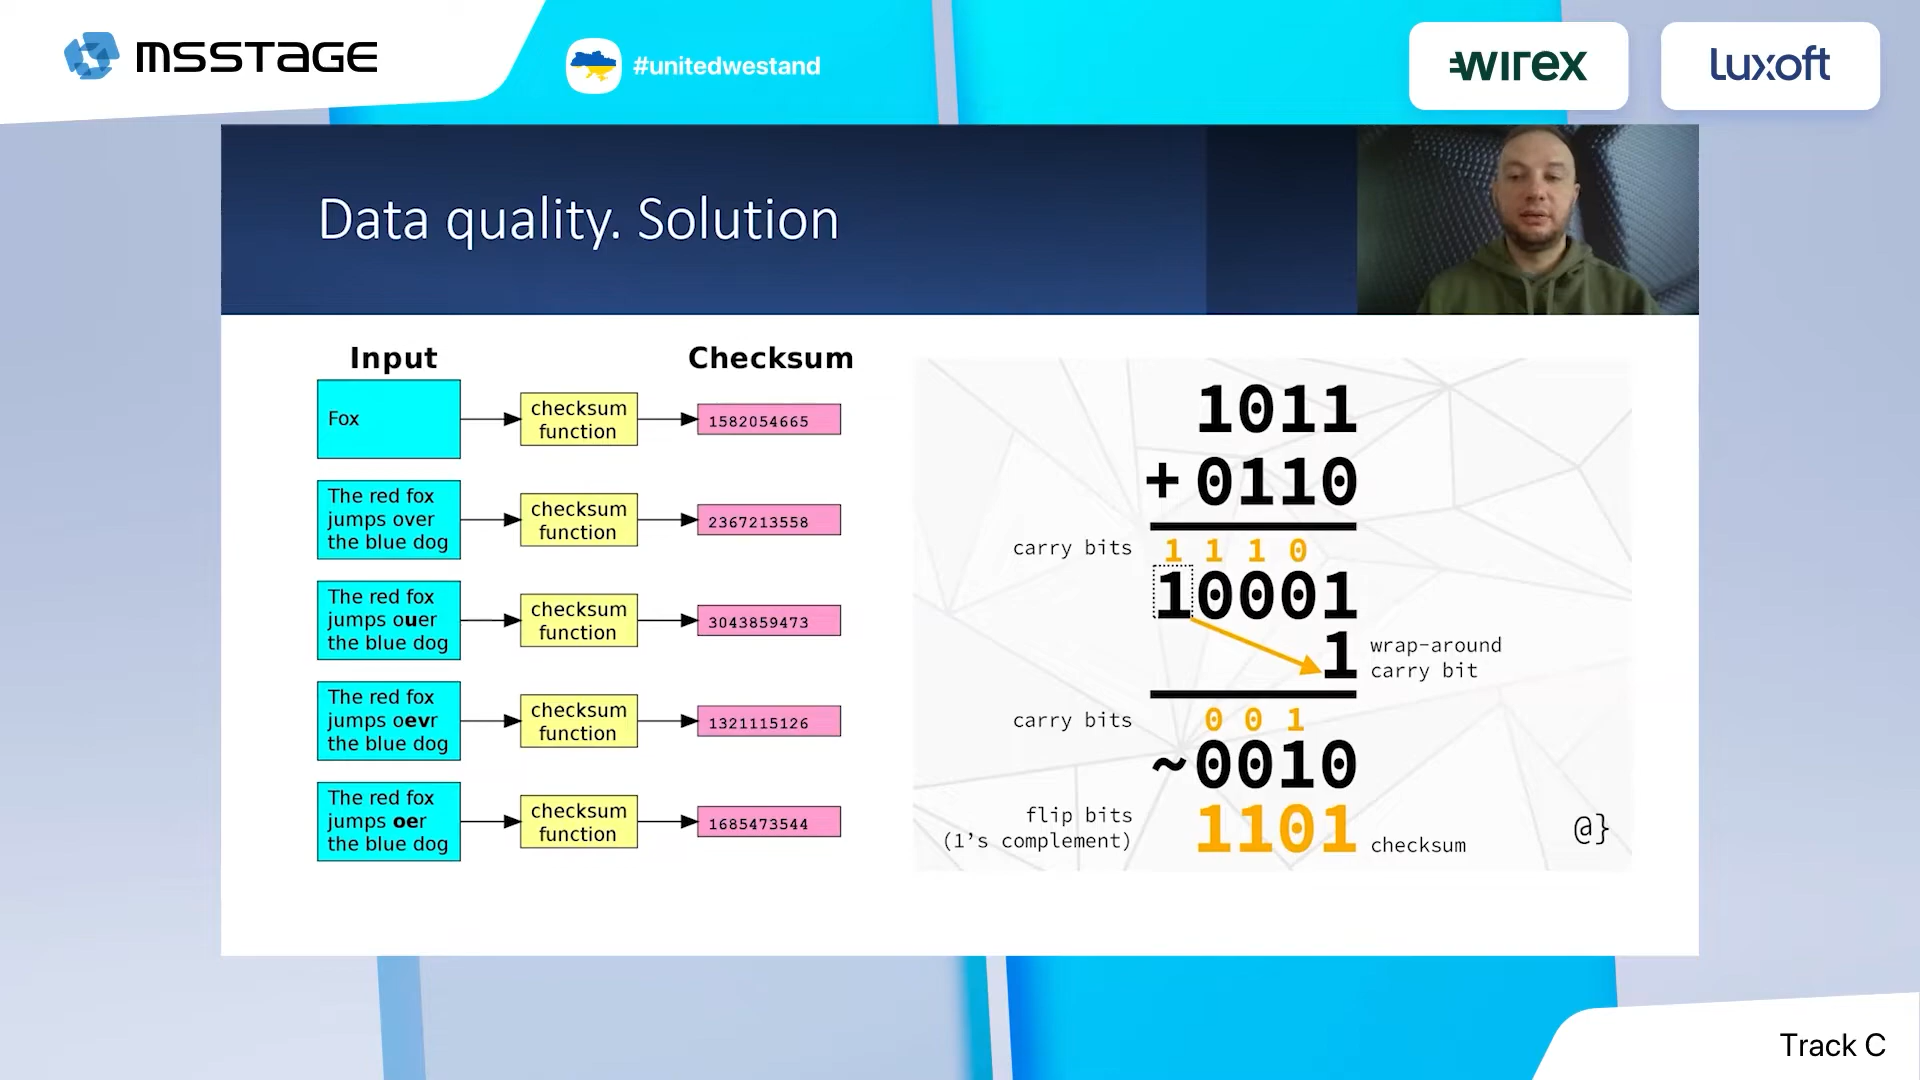 MSSTAGE
#unitedwestand
wirex
luxoft
Data quality. Solution
Input
Checksum
Fox
checksum
function
1582054665
The red fox
jumps over
the blue dog
checksum
function
2367213558
The red fox
jumps ouer
the blue dog
checksum
function
3043859473
The red fox
jumps oevr
the blue dog
checksum
function
1321115126
The red fox
jumps oer
the blue dog
checksum
function
1685473544
1011
+ 0110
carry bits 1 1 1 0
10001
1 wrap-around
carry bit
carry bits 0 0 1
~0010
flip bits
(1's complement)
1101 checksum
@}
Track C